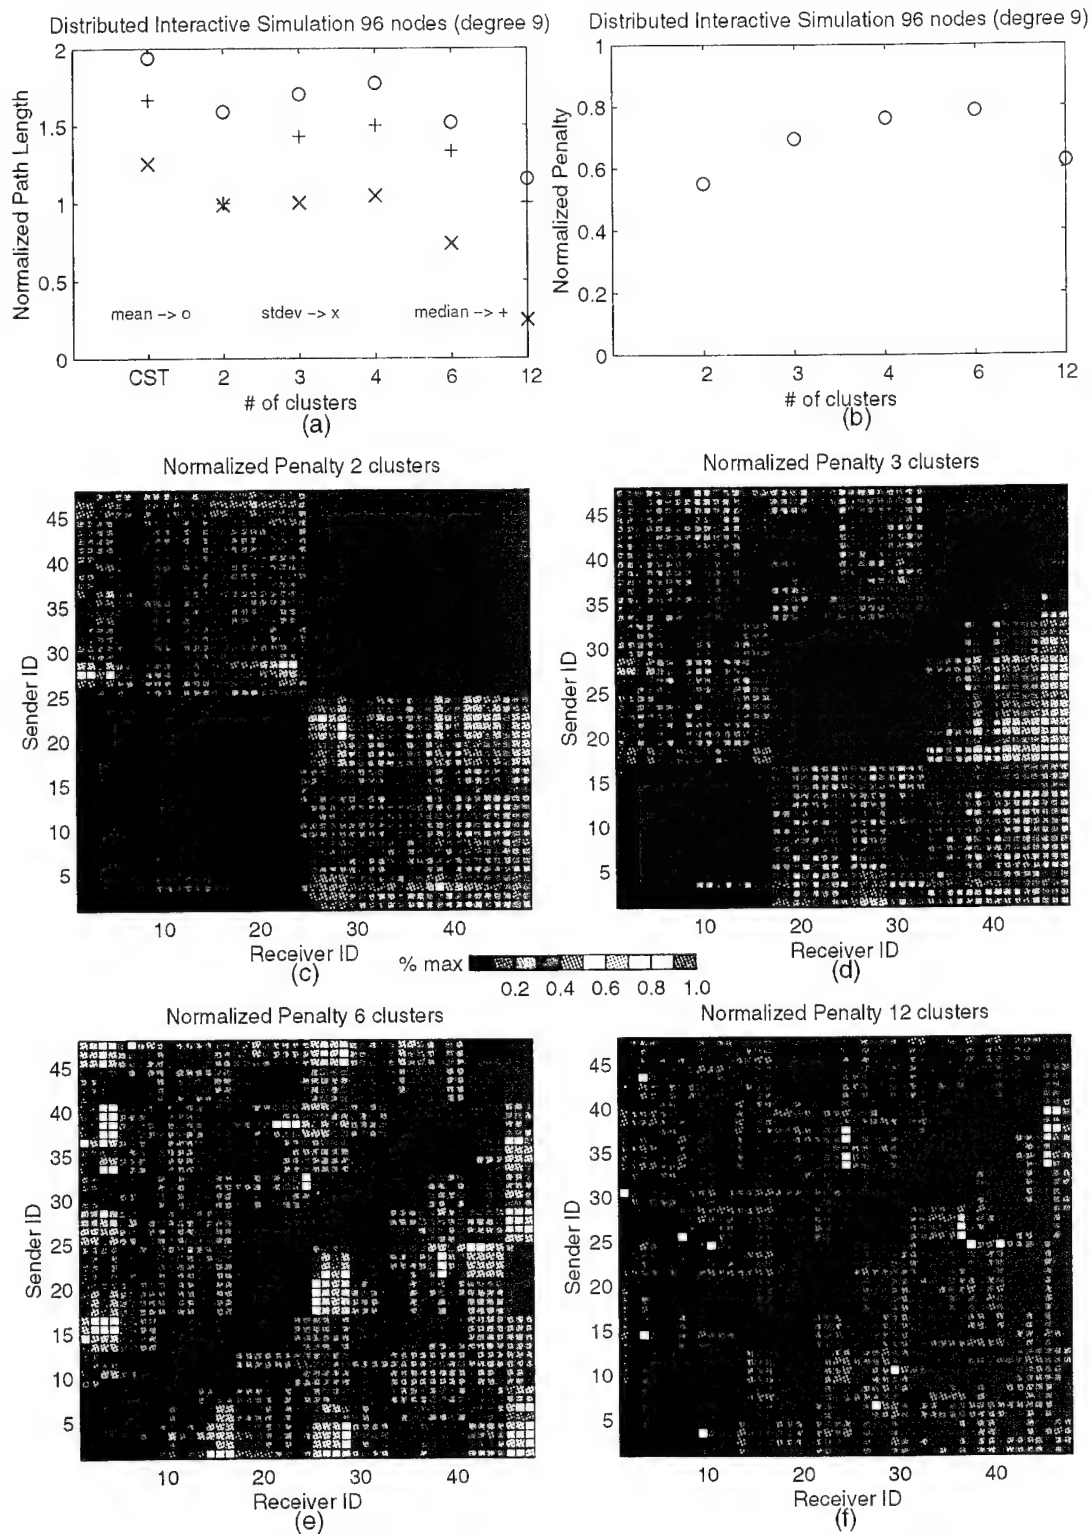 Distributed Interactive Simulation 96 nodes (degree 9)
2
1.5
1
0.5
0
Normalized Path Length
mean -> o
stdev -> x
median -> +
CST
2
3
4
6
12
# of clusters
(a)
Distributed Interactive Simulation 96 nodes (degree 9)
1
0.8
0.6
0.4
0.2
0
Normalized Penalty
2
3
4
6
12
# of clusters
(b)
Normalized Penalty 2 clusters
45
40
35
30
25
20
15
10
5
Sender ID
10
20
30
40
Receiver ID
(c)
Normalized Penalty 3 clusters
45
40
35
30
25
20
15
10
5
Sender ID
10
20
30
40
Receiver ID
(d)
% max
0.2 0.4 0.6 0.8 1.0
Normalized Penalty 6 clusters
45
40
35
30
25
20
15
10
5
Sender ID
10
20
30
40
Receiver ID
(e)
Normalized Penalty 12 clusters
45
40
35
30
25
20
15
10
5
Sender ID
10
20
30
40
Receiver ID
(f)